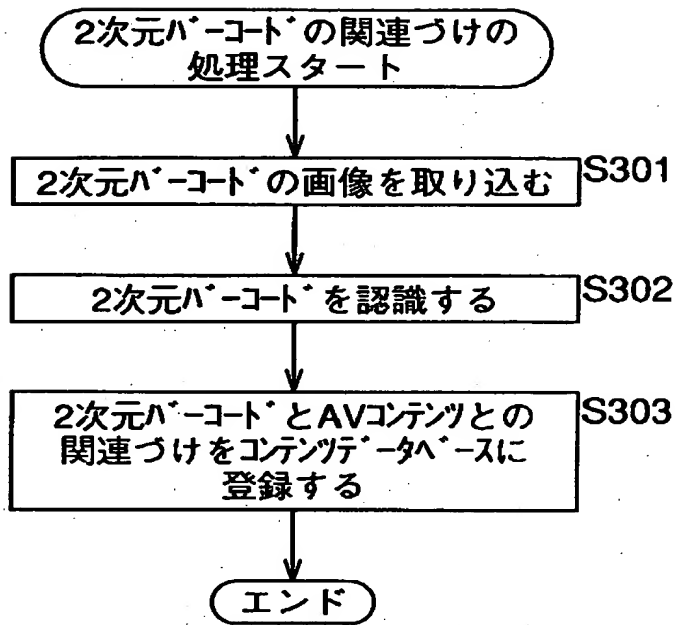 2次元ﾊﾞｰｺｰﾄﾞの関連づけの
処理スタート
2次元ﾊﾞｰｺｰﾄﾞの画像を取り込む
S301
2次元ﾊﾞｰｺｰﾄﾞを認識する
S302
2次元ﾊﾞｰｺｰﾄﾞとAVｺﾝﾃﾝﾂとの
関連づけをｺﾝﾃﾝﾂﾃﾞｰﾀﾍﾞｰｽに
登録する
S303
エンド